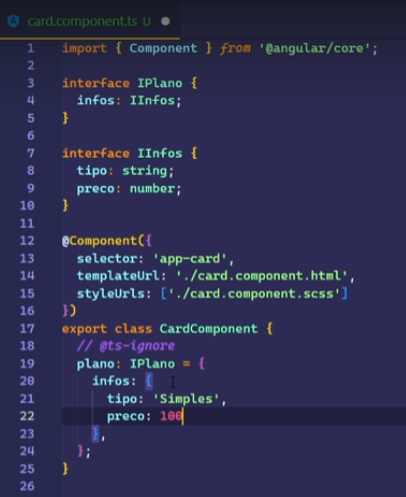 card.component.ts U
1 import { Component } from '@angular/core';
2
3 interface IPlano {
4   infos: IInfos;
5 }
6
7 interface IInfos {
8   tipo: string;
9   preco: number;
10 }
11
12 @Component({
13   selector: 'app-card',
14   templateUrl: './card.component.html',
15   styleUrls: ['./card.component.scss']
16 })
17 export class CardComponent {
18   // @ts-ignore
19   plano: IPlano = {
20     infos: {
21       tipo: 'Simples',
22       preco: 100
23     },
24   };
25 }
26